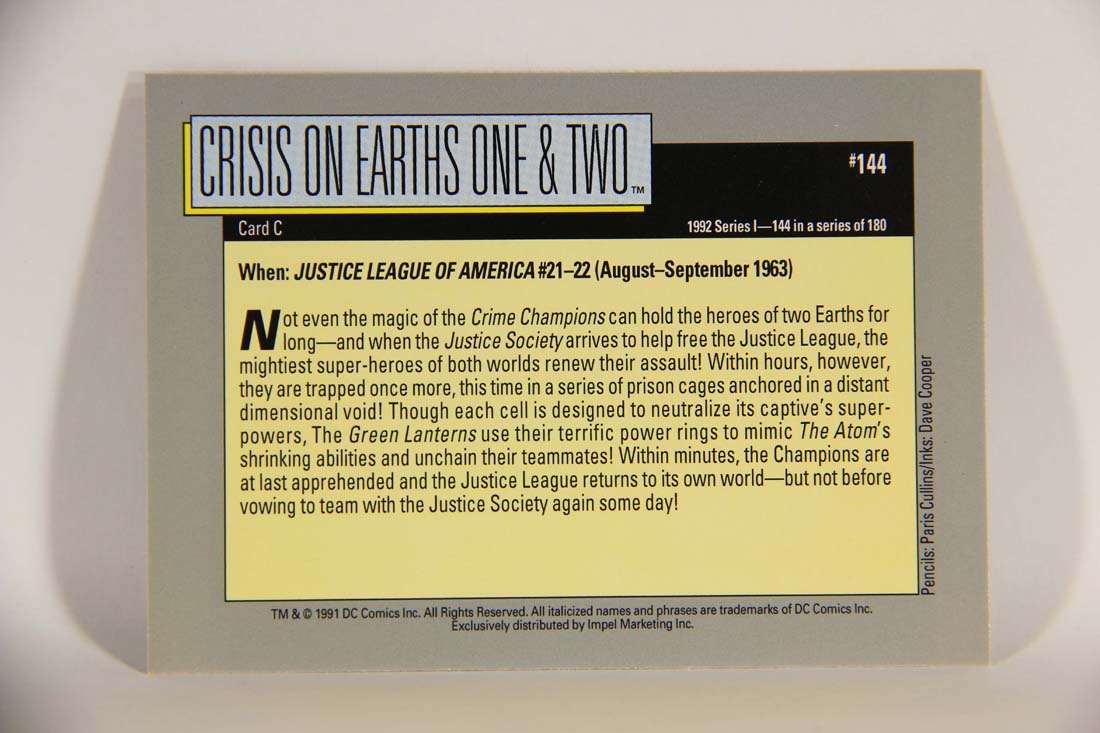 CRISIS ON EARTHS ONE & TWO™
#144
Card C
1992 Series I—144 in a series of 180
When: JUSTICE LEAGUE OF AMERICA #21–22 (August–September 1963)
Not even the magic of the Crime Champions can hold the heroes of two Earths for
long—and when the Justice Society arrives to help free the Justice League, the
mightiest super-heroes of both worlds renew their assault! Within hours, however,
they are trapped once more, this time in a series of prison cages anchored in a distant
dimensional void! Though each cell is designed to neutralize its captive's super-
powers, The Green Lanterns use their terrific power rings to mimic The Atom's
shrinking abilities and unchain their teammates! Within minutes, the Champions are
at last apprehended and the Justice League returns to its own world—but not before
vowing to team with the Justice Society again some day!
Pencils: Paris Cullins/Inks: Dave Cooper
TM & © 1991 DC Comics Inc. All Rights Reserved. All italicized names and phrases are trademarks of DC Comics Inc.
Exclusively distributed by Impel Marketing Inc.